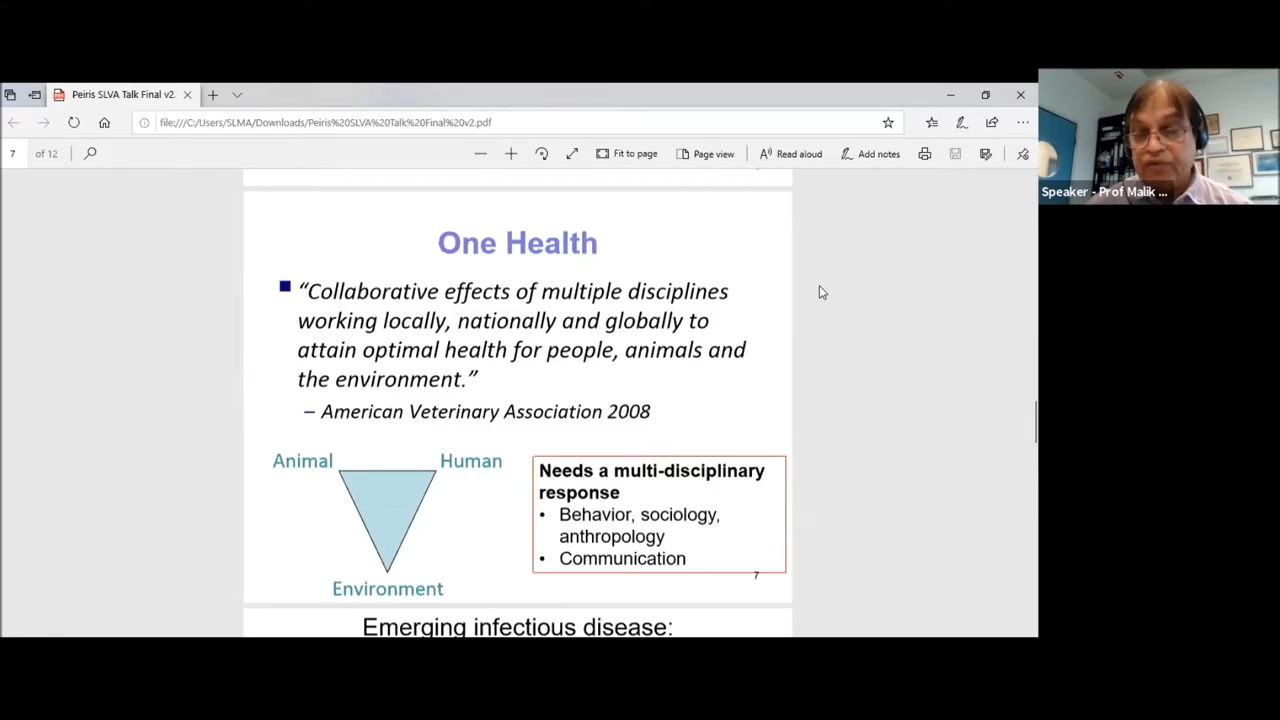 Peiris SLVA Talk Final v2.
file:///C:/Users/SLMA/Downloads/Peiris%20SLVA%20Talk%20Final%20v2.pdf
7 of 12
Fit to page
Page view
Read aloud
Add notes
Speaker - Prof Malik ...
One Health
“Collaborative effects of multiple disciplines
working locally, nationally and globally to
attain optimal health for people, animals and
the environment.”
– American Veterinary Association 2008
Animal
Human
Environment
Needs a multi-disciplinary
response
• Behavior, sociology,
anthropology
• Communication
7
Emerging infectious disease: